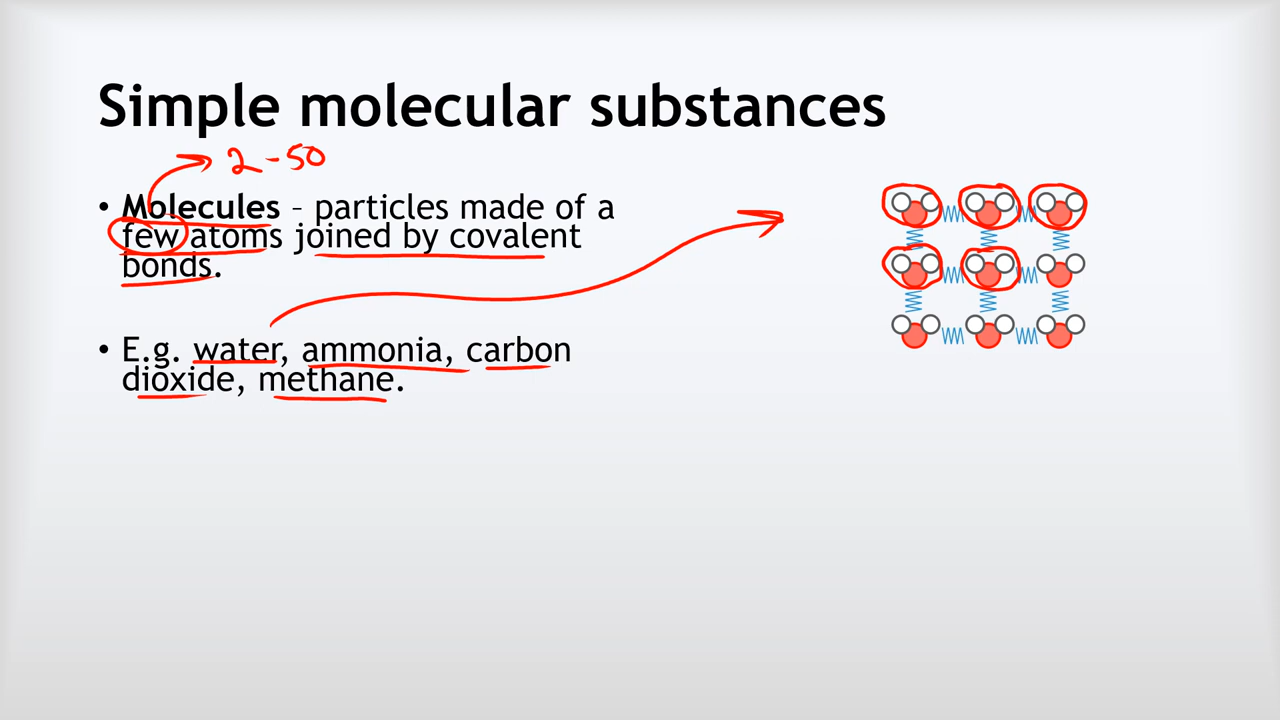 Simple molecular substances
2-50
• Molecules – particles made of a
few atoms joined by covalent
bonds.
• E.g. water, ammonia, carbon
dioxide, methane.